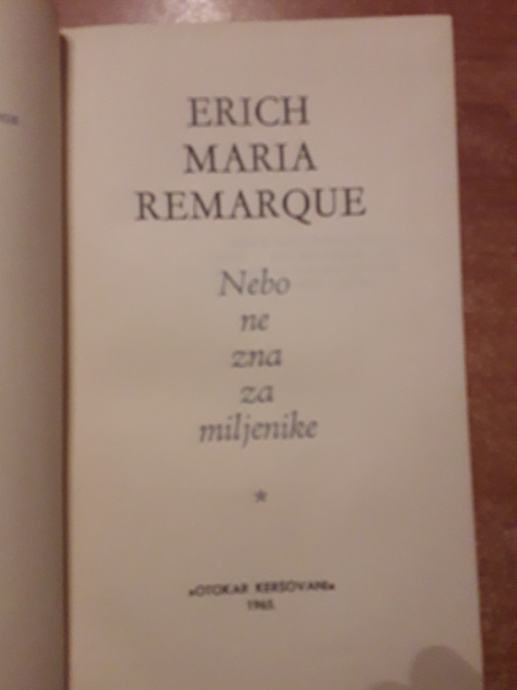 ERICH
MARIA
REMARQUE
Nebo
ne
zna
za
miljenike
*
»OTOKAR KERŠOVANI«
1965.